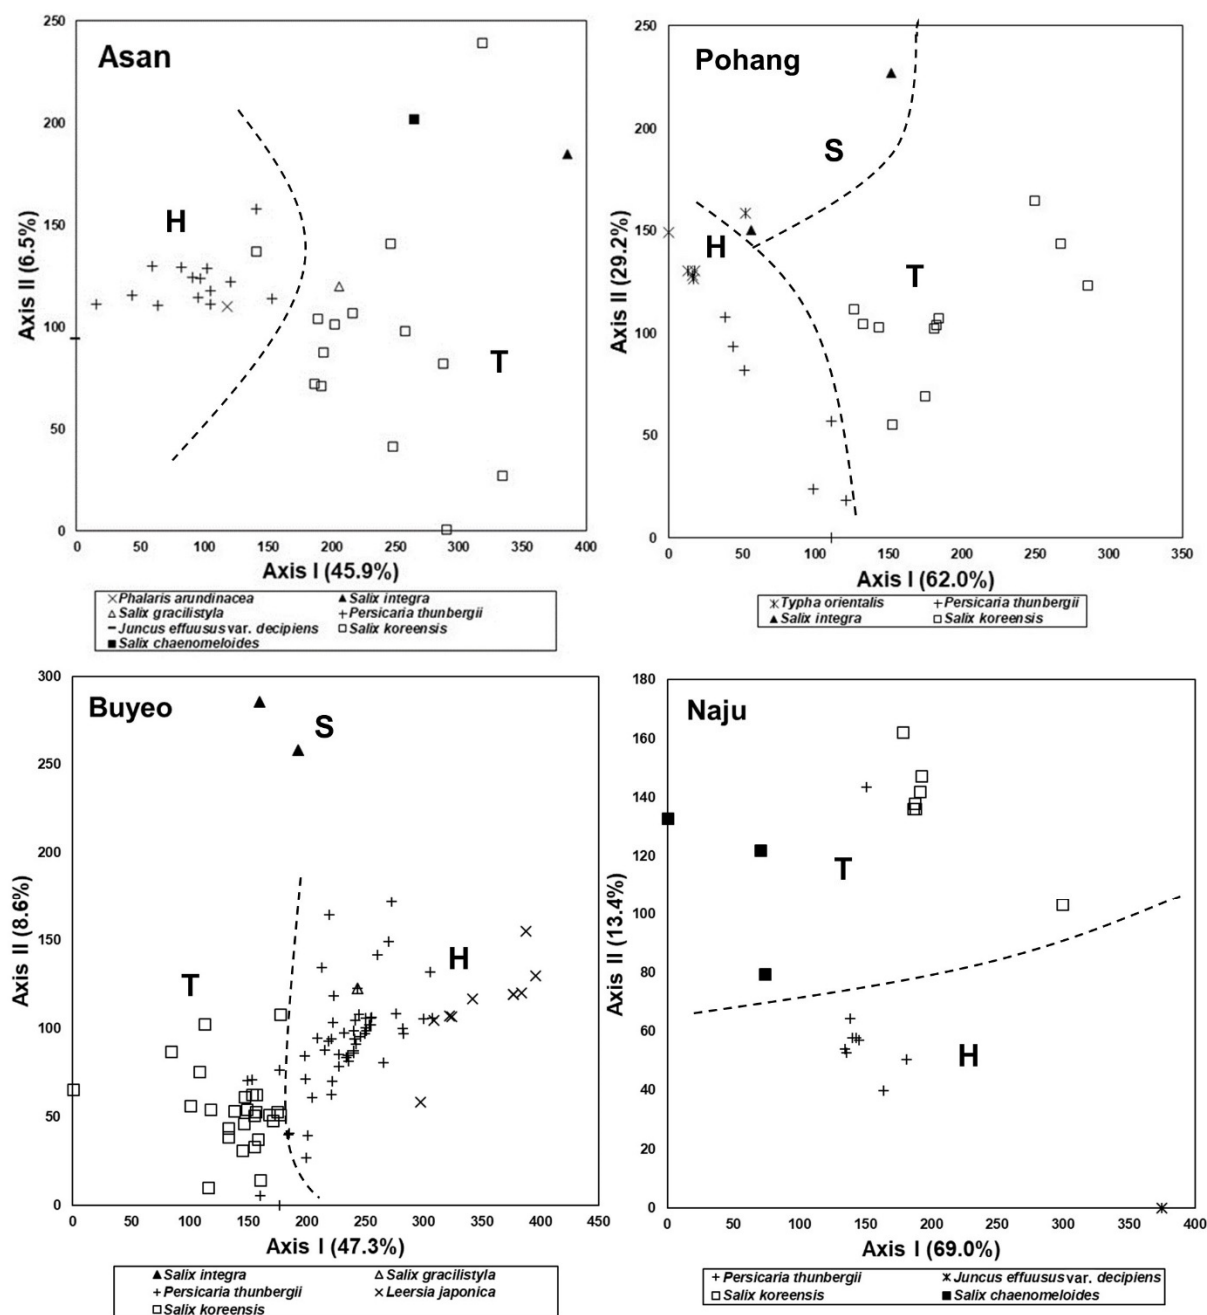 Asan
250
200
150
100
50
0
Axis II (6.5%)
H
T
0 50 100 150 200 250 300 350 400
Axis I (45.9%)
Phalaris arundinacea
Salix integra
Salix gracilistyla
Persicaria thunbergii
Juncus effuusus var. decipiens
Salix koreensis
Salix chaenomeloides
Pohang
250
200
150
100
50
0
Axis II (29.2%)
S
H
T
0 50 100 150 200 250 300 350
Axis I (62.0%)
Typha orientalis
Persicaria thunbergii
Salix integra
Salix koreensis
Buyeo
300
250
200
150
100
50
0
Axis II (8.6%)
S
H
T
0 50 100 150 200 250 300 350 400 450
Axis I (47.3%)
Salix integra
Salix gracilistyla
Persicaria thunbergii
Leersia japonica
Salix koreensis
Naju
180
160
140
120
100
80
60
40
20
0
Axis II (13.4%)
T
H
0 50 100 150 200 250 300 350 400
Axis I (69.0%)
Persicaria thunbergii
Juncus effuusus var. decipiens
Salix koreensis
Salix chaenomeloides